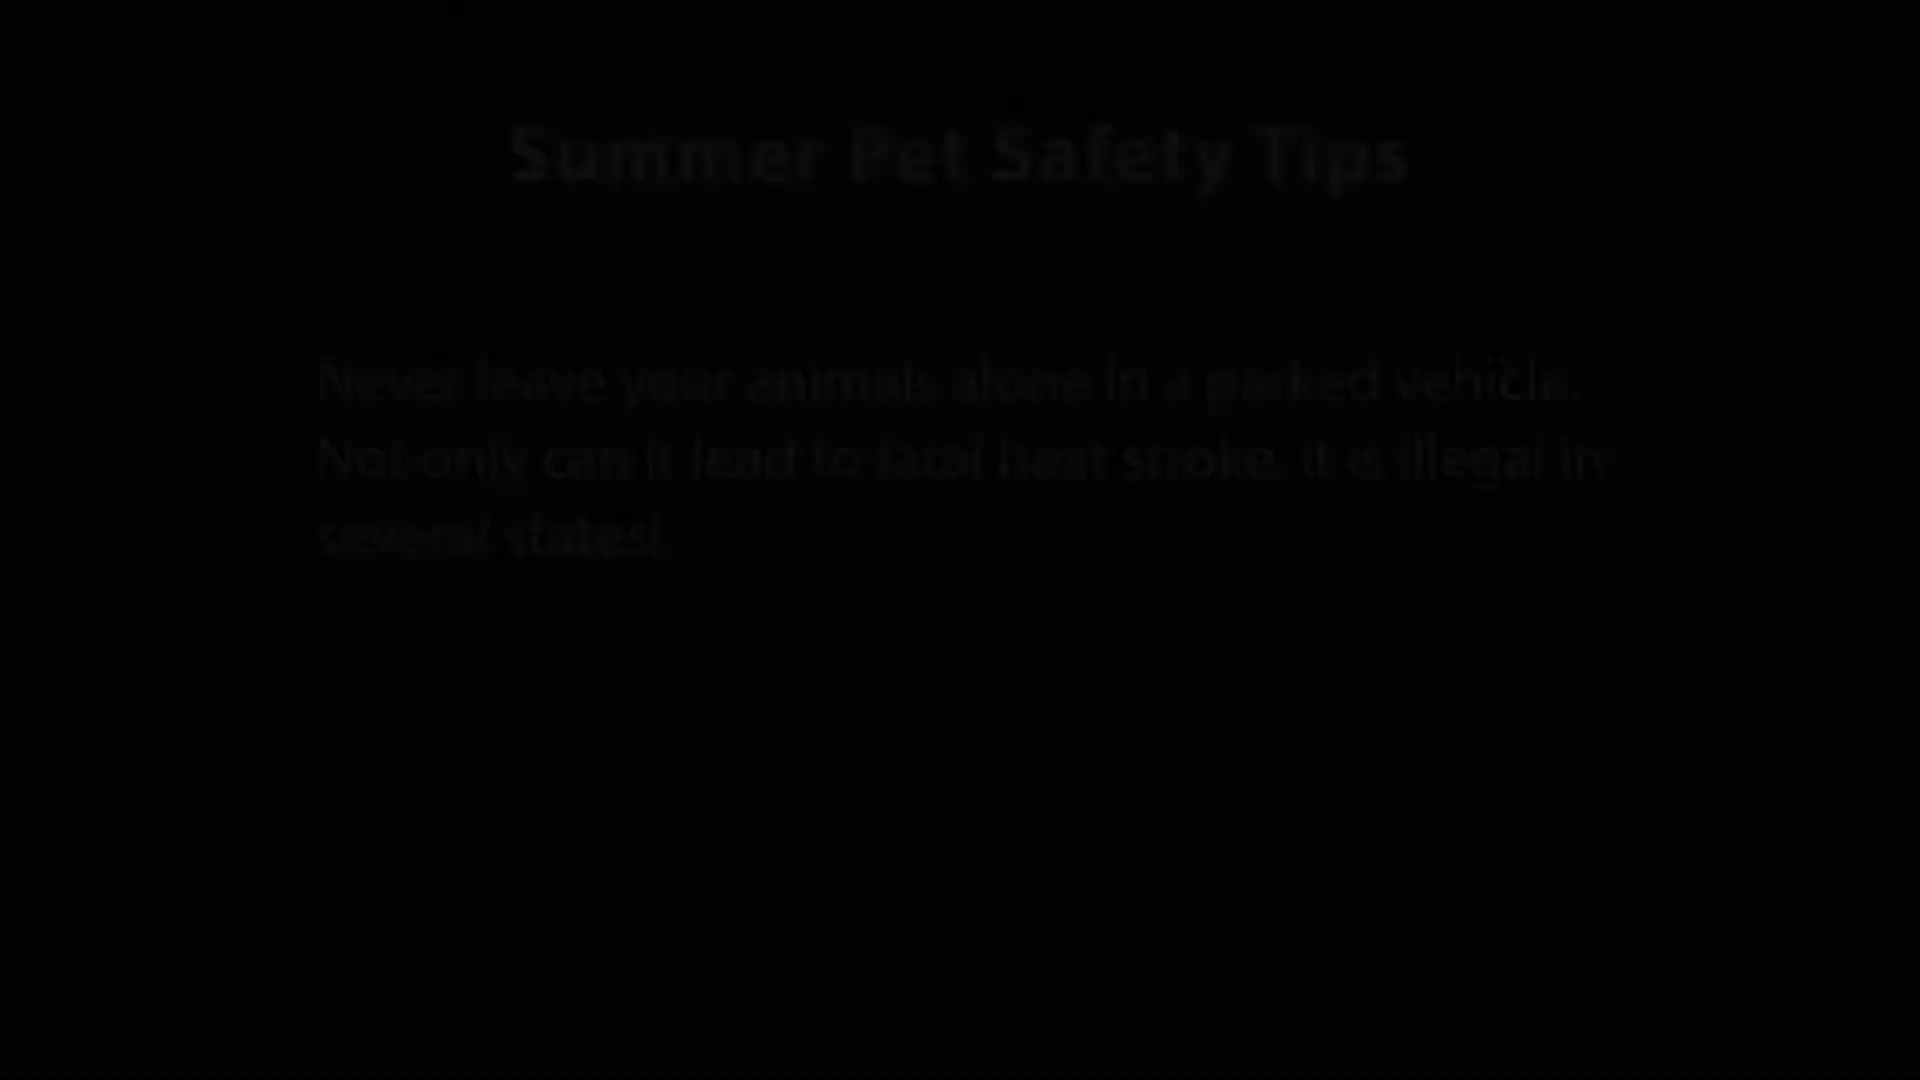 Summer Pet Safety Tips
Never leave your animals alone in a parked vehicle.
Not only can it lead to fatal heat stroke, it is illegal in
several states!